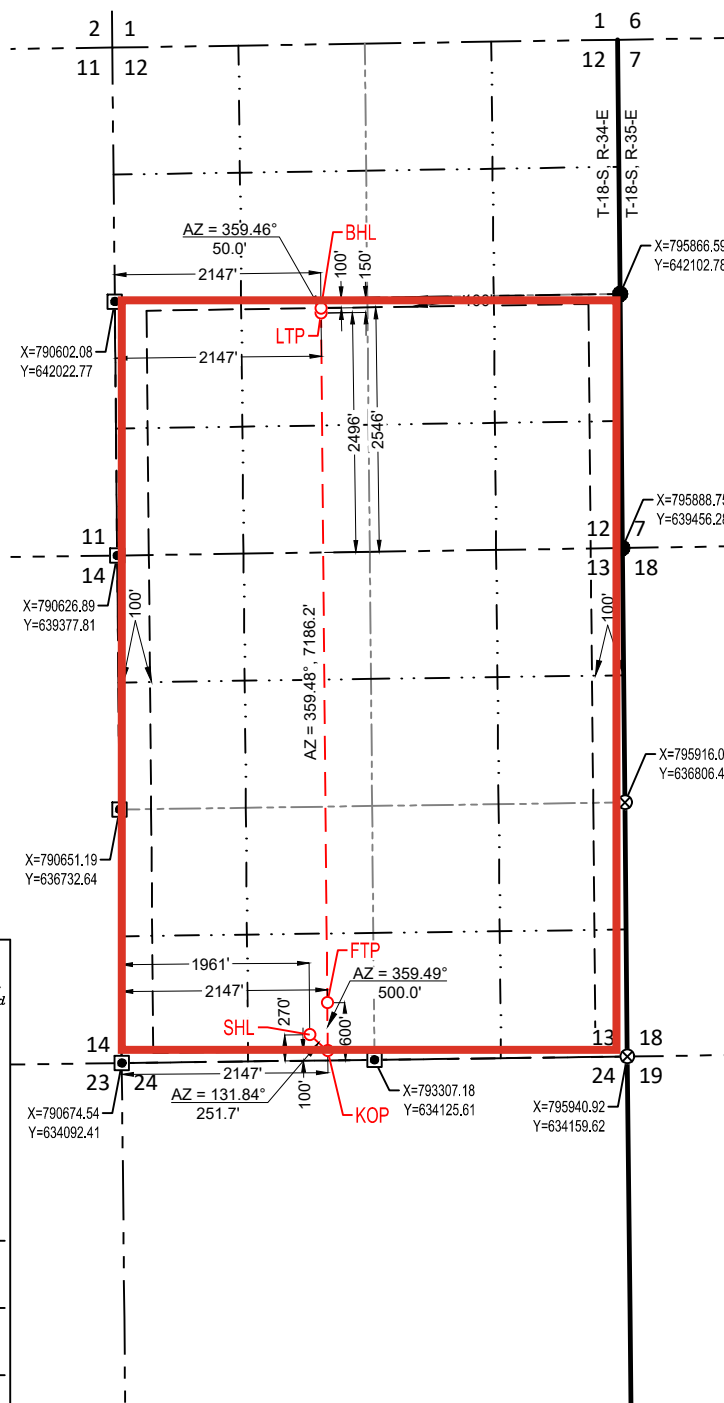 2 1
1 6
11 12
12 7
T-18-S, R-34-E
T-18-S, R-35-E
AZ = 359.46°
50.0'
BHL
100'
150'
X=795866.59
Y=642102.78
2147'
LTP
X=790602.08
Y=642022.77
2147'
2496'
2546'
X=795888.75
Y=639456.28
11
14
12 7
13 18
X=790626.89
Y=639377.81
100'
100'
AZ = 359.48°, 7186.2'
X=795916.0
Y=636806.4
X=790651.19
Y=636732.64
FTP
1961'
AZ = 359.49°
500.0'
2147'
270'
600'
SHL
14
23 24
13 18
24 19
2147'
100'
AZ = 131.84°
251.7'
KOP
X=790674.54
Y=634092.41
X=793307.18
Y=634125.61
X=795940.92
Y=634159.62